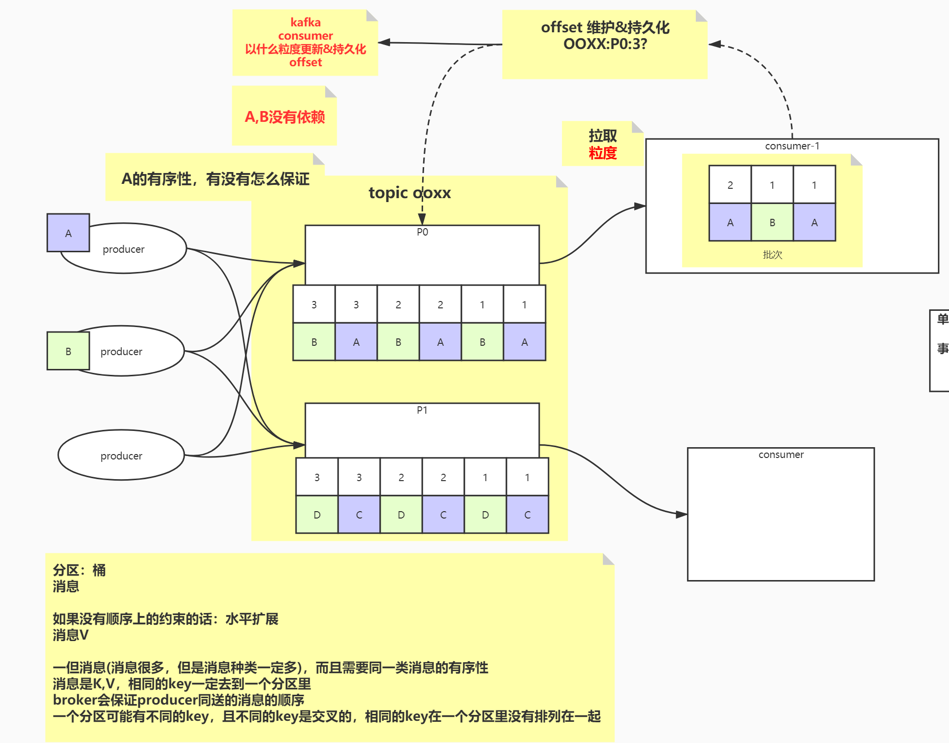 kafka
consumer
以什么粒度更新&持久化
offset
offset 维护&持久化
OOXX:P0:3?
A,B没有依赖
拉取
粒度
consumer-1
2 1 1
A B A
批次
A的有序性，有没有怎么保证
topic ooxx
A
producer
P0
3 3 2 2 1 1
B A B A B A
B
producer
单
事
P1
producer
3 3 2 2 1 1
D C D C D C
consumer
分区：桶
消息
如果没有顺序上的约束的话：水平扩展
消息V
一但消息(消息很多，但是消息种类一定多)，而且需要同一类消息的有序性
消息是K,V，相同的key一定去到一个分区里
broker会保证producer同送的消息的顺序
一个分区可能有不同的key，且不同的key是交叉的，相同的key在一个分区里没有排列在一起